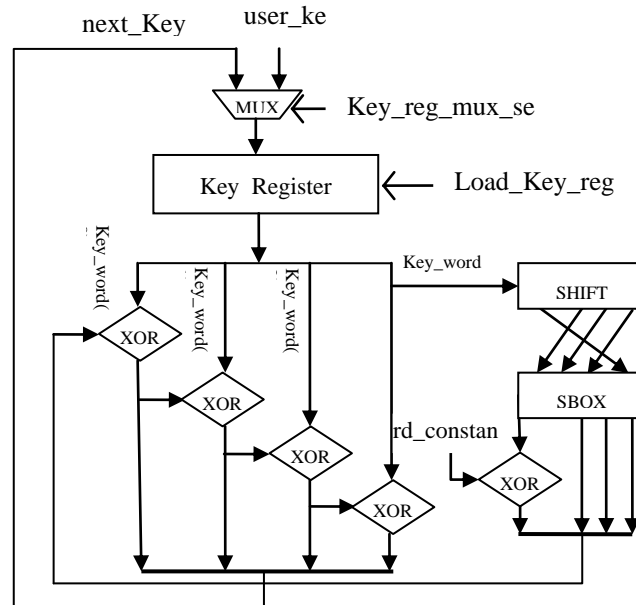 next_Key
user_ke
MUX
Key_reg_mux_se
Key Register
Load_Key_reg
Key_word(
Key_word(
Key_word(
Key_word
SHIFT
XOR
XOR
SBOX
rd_constan
XOR
XOR
XOR